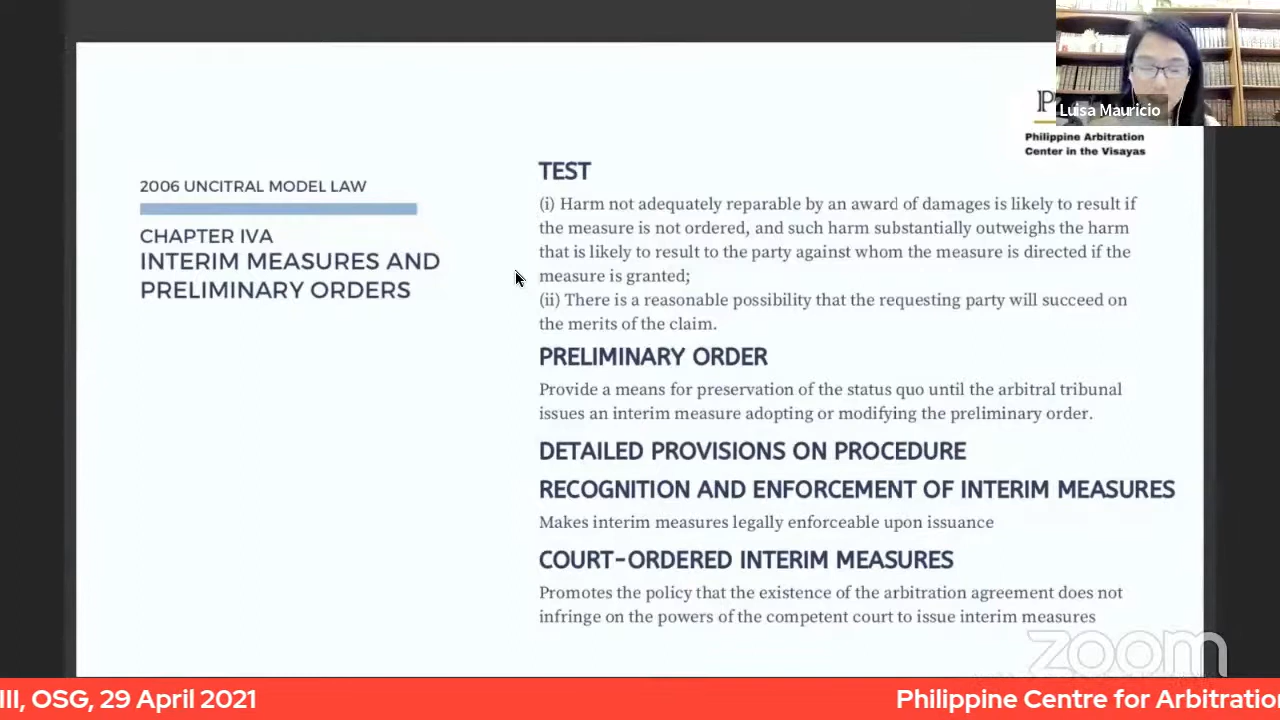 Luisa Mauricio
P
Philippine Arbitration
Center in the Visayas
2006 UNCITRAL MODEL LAW
CHAPTER IVA
INTERIM MEASURES AND
PRELIMINARY ORDERS
TEST
(i) Harm not adequately reparable by an award of damages is likely to result if
the measure is not ordered, and such harm substantially outweighs the harm
that is likely to result to the party against whom the measure is directed if the
measure is granted;
(ii) There is a reasonable possibility that the requesting party will succeed on
the merits of the claim.
PRELIMINARY ORDER
Provide a means for preservation of the status quo until the arbitral tribunal
issues an interim measure adopting or modifying the preliminary order.
DETAILED PROVISIONS ON PROCEDURE
RECOGNITION AND ENFORCEMENT OF INTERIM MEASURES
Makes interim measures legally enforceable upon issuance
COURT-ORDERED INTERIM MEASURES
Promotes the policy that the existence of the arbitration agreement does not
infringe on the powers of the competent court to issue interim measures
zoom
III, OSG, 29 April 2021
Philippine Centre for Arbitration